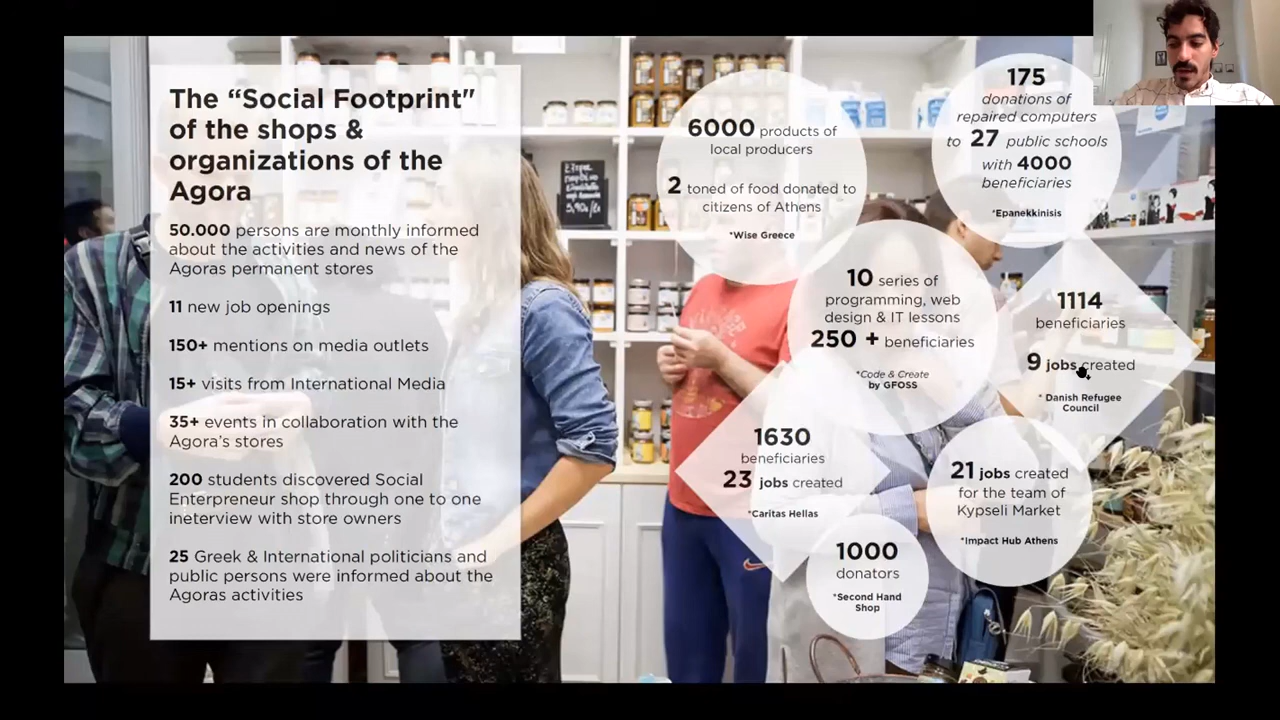 The “Social Footprint"
of the shops &
organizations of the
Agora
50.000 persons are monthly informed
about the activities and news of the
Agoras permanent stores
11 new job openings
150+ mentions on media outlets
15+ visits from International Media
35+ events in collaboration with the
Agora's stores
200 students discovered Social
Enterpreneur shop through one to one
ineterview with store owners
25 Greek & International politicians and
public persons were informed about the
Agoras activities
6000 products of
local producers
2 toned of food donated to
citizens of Athens
*Wise Greece
175
donations of
repaired computers
to 27 public schools
with 4000
beneficiaries
*Epanekkinisis
10 series of
programming, web
design & IT lessons
250 + beneficiaries
*Code & Create
by GFOSS
1114
beneficiaries
9 jobs created
* Danish Refugee
Council
1630
beneficiaries
23 jobs created
*Caritas Hellas
21 jobs created
for the team of
Kypseli Market
*Impact Hub Athens
1000
donators
*Second Hand
Shop